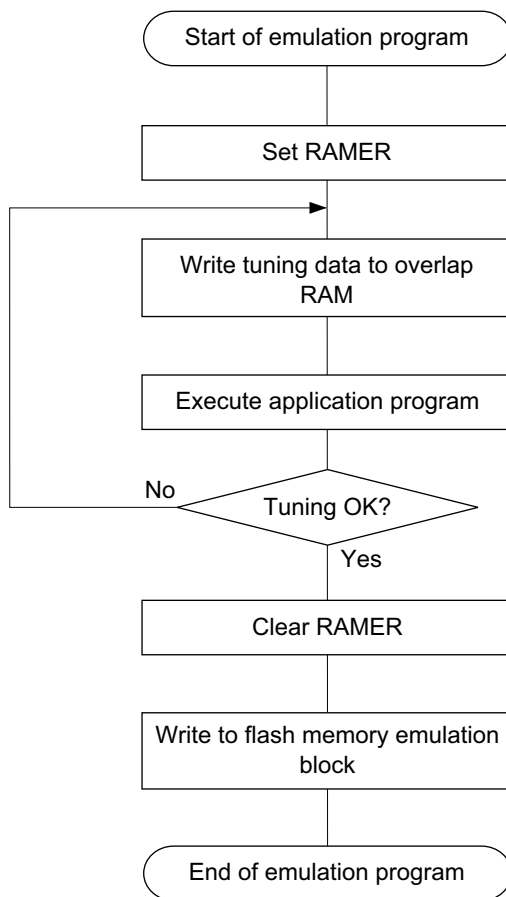 Start of emulation program
Set RAMER
Write tuning data to overlap
RAM
Execute application program
No
Tuning OK?
Yes
Clear RAMER
Write to flash memory emulation
block
End of emulation program